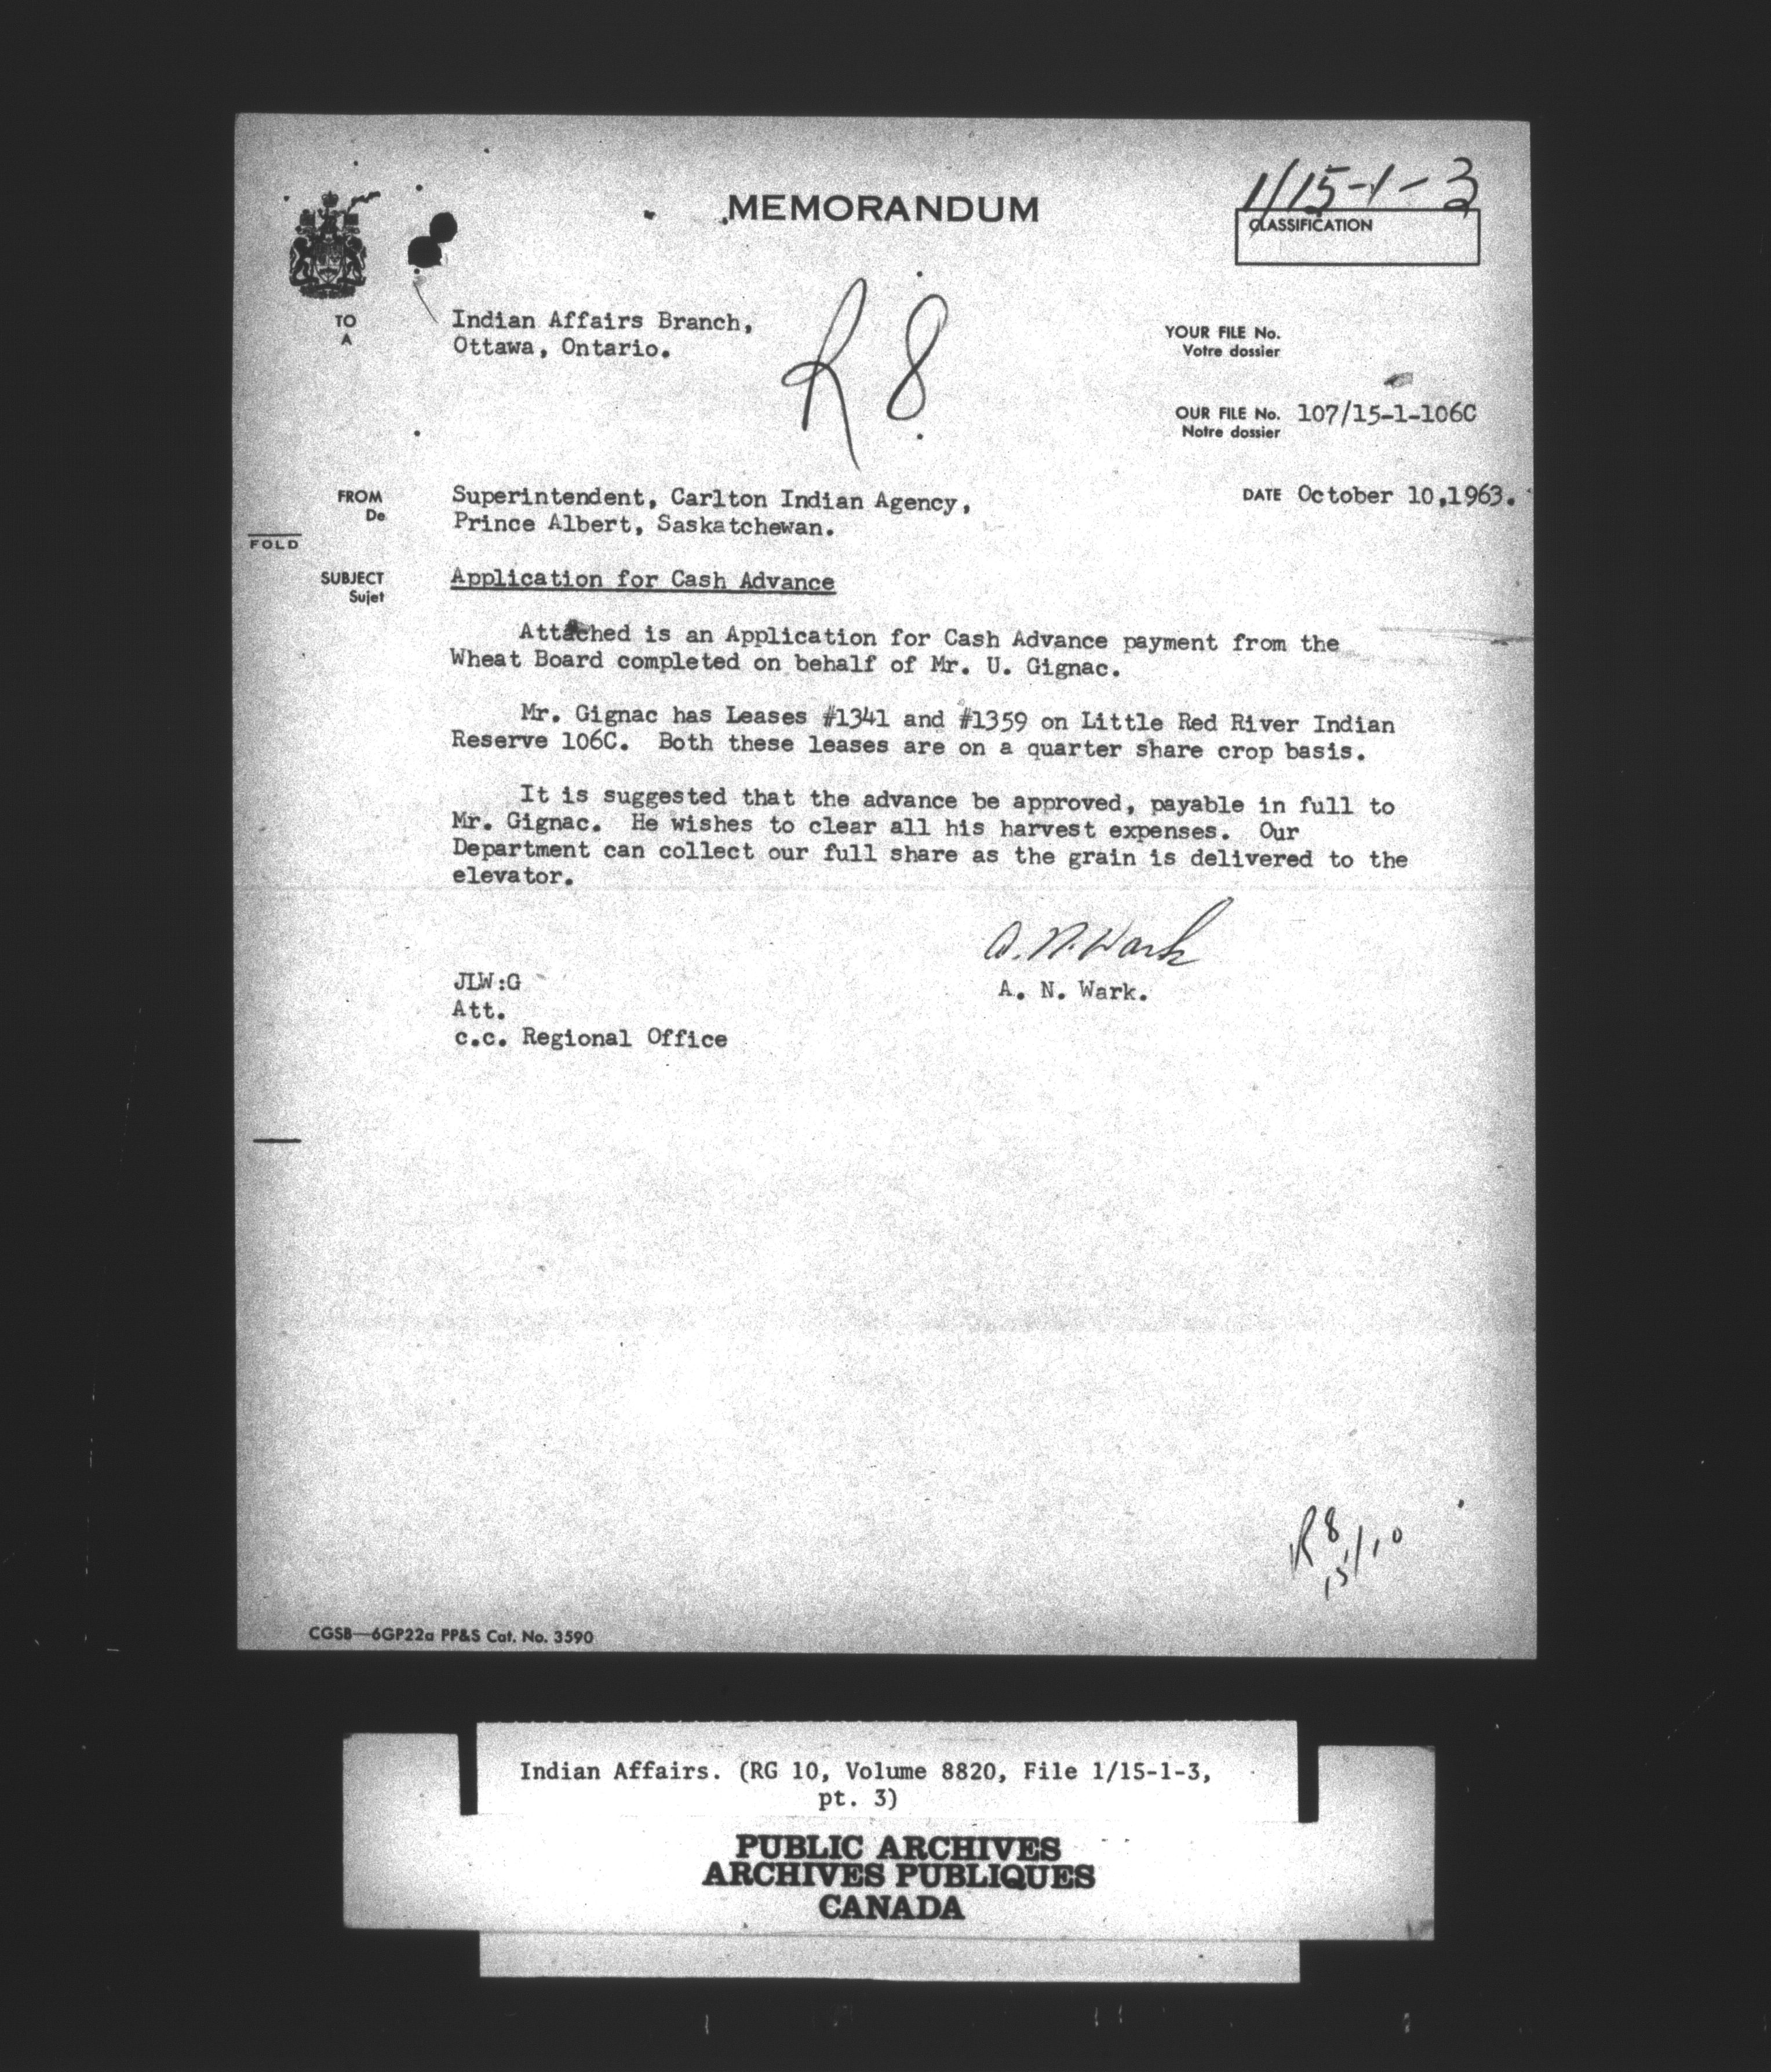 1/15-1-3
MEMORANDUM
CLASSIFICATION
TO
A
Indian Affairs Branch,
Ottawa, Ontario.
R 8
YOUR FILE No.
Votre dossier
OUR FILE No. 107/15-1-106C
Notre dossier
FROM
De
Superintendent, Carlton Indian Agency,
Prince Albert, Saskatchewan.
DATE October 10,1963.
FOLD
SUBJECT
Sujet
Application for Cash Advance
Attached is an Application for Cash Advance payment from the
Wheat Board completed on behalf of Mr. U. Gignac.
Mr. Gignac has Leases #1341 and #1359 on Little Red River Indian
Reserve 106C. Both these leases are on a quarter share crop basis.
It is suggested that the advance be approved, payable in full to
Mr. Gignac. He wishes to clear all his harvest expenses. Our
Department can collect our full share as the grain is delivered to the
elevator.
A. N. Wark
A. N. Wark.
JLW:G
Att.
c.c. Regional Office
R8
15/10
CGSB—6GP22a PP&S Cat. No. 3590
Indian Affairs. (RG 10, Volume 8820, File 1/15-1-3,
pt. 3)
PUBLIC ARCHIVES
ARCHIVES PUBLIQUES
CANADA